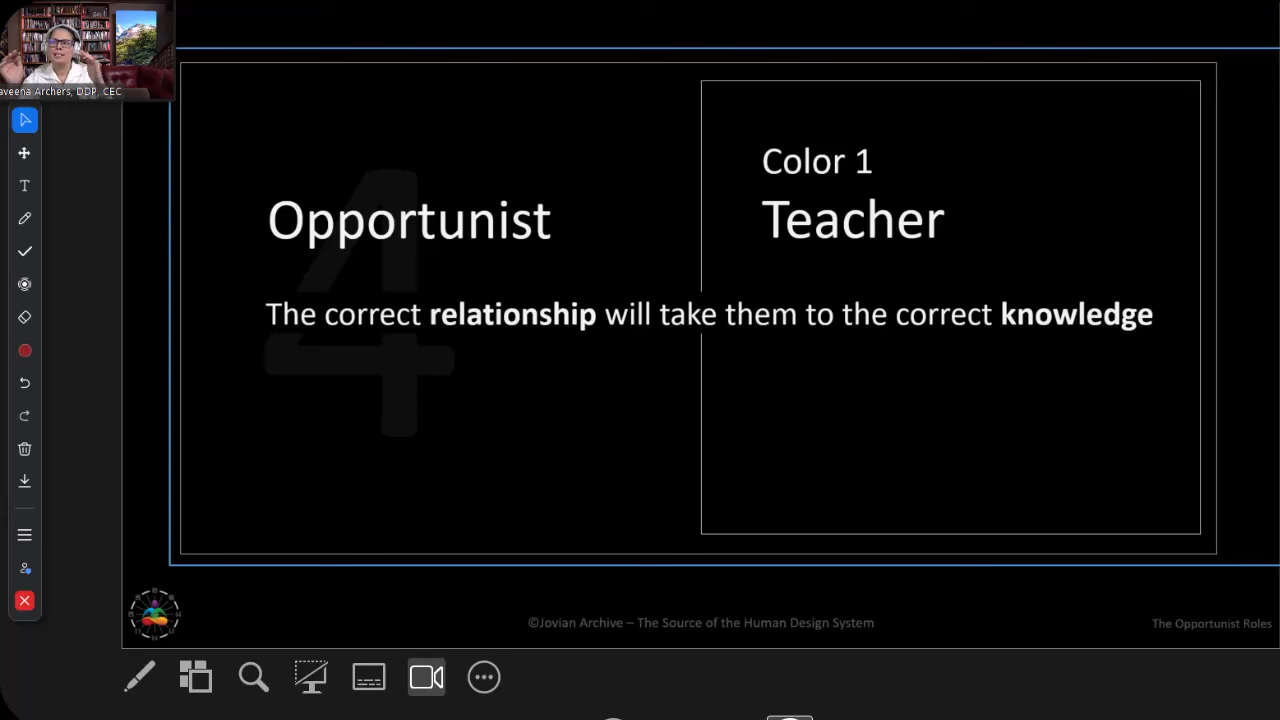 aveena Archers, DDP, CEC
4
Opportunist
Color 1
Teacher
The correct relationship will take them to the correct knowledge
©Jovian Archive – The Source of the Human Design System
The Opportunist Roles
T